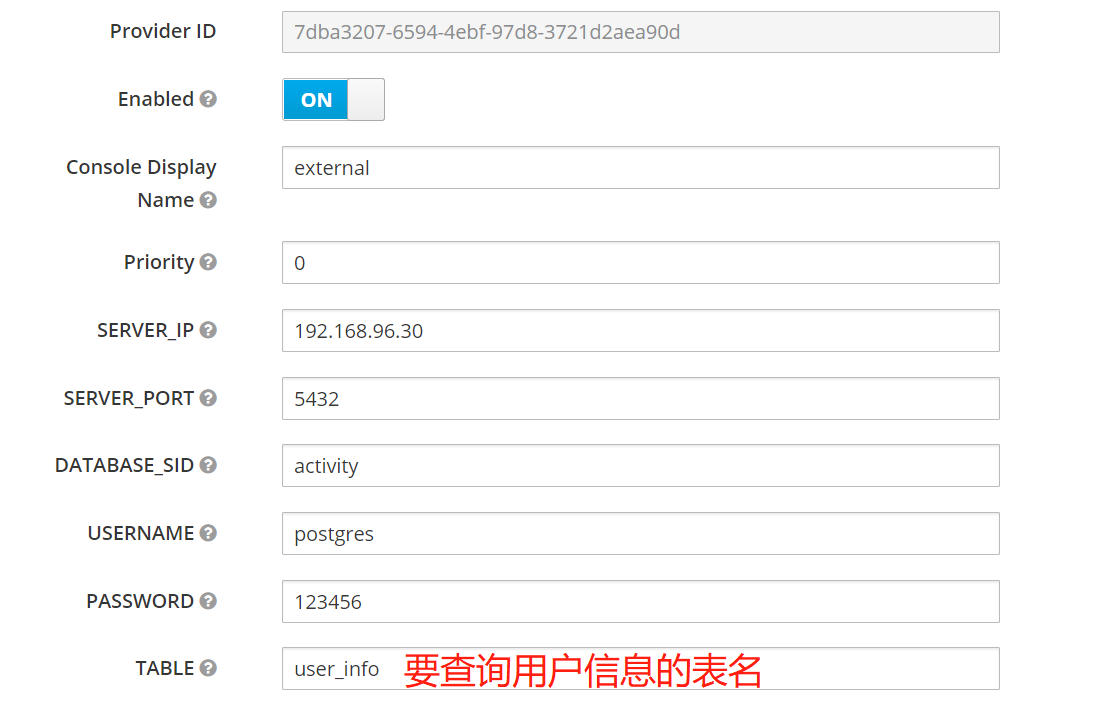 Provider ID 7dba3207-6594-4ebf-97d8-3721d2aea90d
Enabled ON
Console Display Name external
Priority 0
SERVER_IP 192.168.96.30
SERVER_PORT 5432
DATABASE_SID activity
USERNAME postgres
PASSWORD 123456
TABLE user_info 要查询用户信息的表名